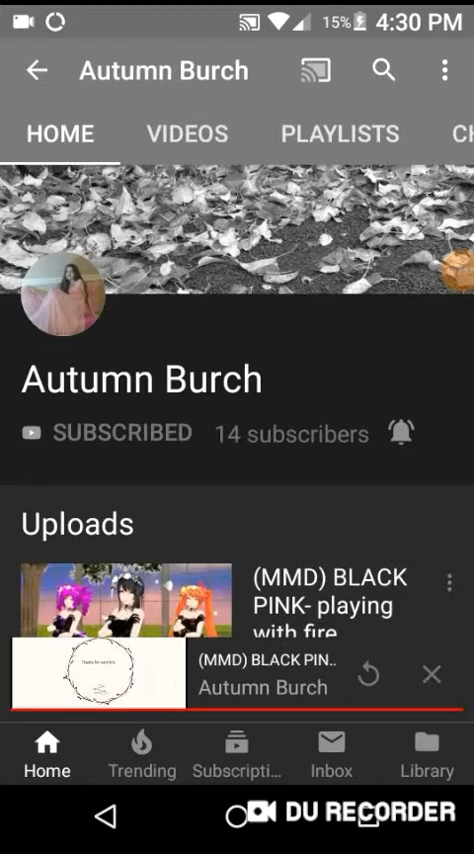 15% 4:30 PM
Autumn Burch
HOME VIDEOS PLAYLISTS CH
Autumn Burch
SUBSCRIBED 14 subscribers
Uploads
(MMD) BLACK
PINK- playing
with fire
(MMD) BLACK PIN..
Autumn Burch
Home Trending Subscripti... Inbox Library
DU RECORDER